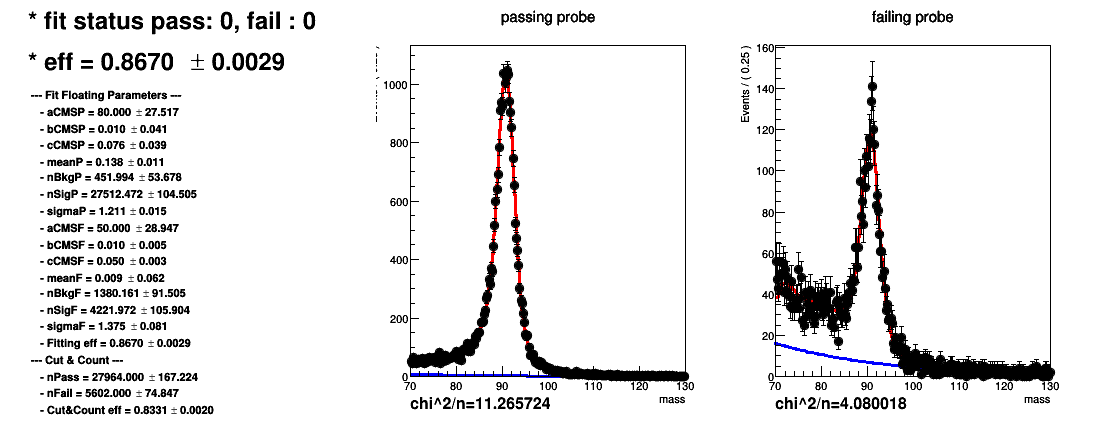 * fit status pass: 0, fail : 0
* eff = 0.8670 ± 0.0029
--- Fit Floating Parameters ---
- aCMSP = 80.000 ± 27.517
- bCMSP = 0.010 ± 0.041
- cCMSP = 0.076 ± 0.039
- meanP = 0.138 ± 0.011
- nBkgP = 451.994 ± 53.678
- nSigP = 27512.472 ± 104.505
- sigmaP = 1.211 ± 0.015
- aCMSF = 50.000 ± 28.947
- bCMSF = 0.010 ± 0.005
- cCMSF = 0.050 ± 0.003
- meanF = 0.009 ± 0.062
- nBkgF = 1380.161 ± 91.505
- nSigF = 4221.972 ± 105.904
- sigmaF = 1.375 ± 0.081
- Fitting eff = 0.8670 ± 0.0029
--- Cut & Count ---
- nPass = 27964.000 ± 167.224
- nFail = 5602.000 ± 74.847
- Cut&Count eff = 0.8331 ± 0.0020
passing probe
1000
800
600
400
200
0
70 80 90 100 110 120 130
mass
chi^2/n=11.265724
failing probe
Events / ( 0.25 )
160
140
120
100
80
60
40
20
0
70 80 90 100 110 120 130
mass
chi^2/n=4.080018